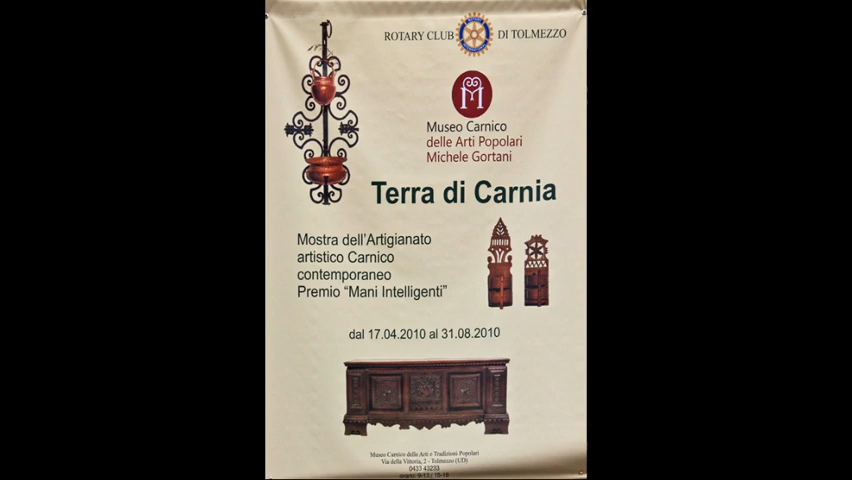 ROTARY CLUB DI TOLMEZZO
Museo Carnico
delle Arti Popolari
Michele Gortani
Terra di Carnia
Mostra dell'Artigianato
artistico Carnico
contemporaneo
Premio “Mani Intelligenti”
dal 17.04.2010 al 31.08.2010
Museo Carnico delle Arti e Tradizioni Popolari
Via della Vittoria, 2 - Tolmezzo (UD)
0433 43233